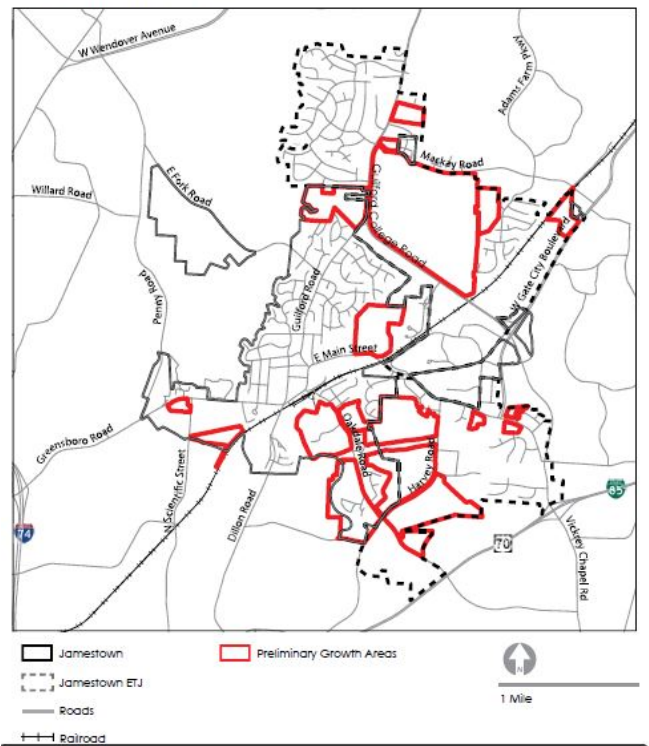 W Wendover Avenue
Adams Farm Pkwy
Mackay Road
E Fork Road
Willard Road
Guilford College Road
W Gate City Boulevard
Penny Road
Guilford Road
E Main Street
Greensboro Road
Oakdale Road
Harvey Road
N Scientific Street
Dillon Road
85
74
70
Vickrey Chapel Rd
Jamestown
Preliminary Growth Areas
N
Jamestown ETJ
Roads
1 Mile
Railroad